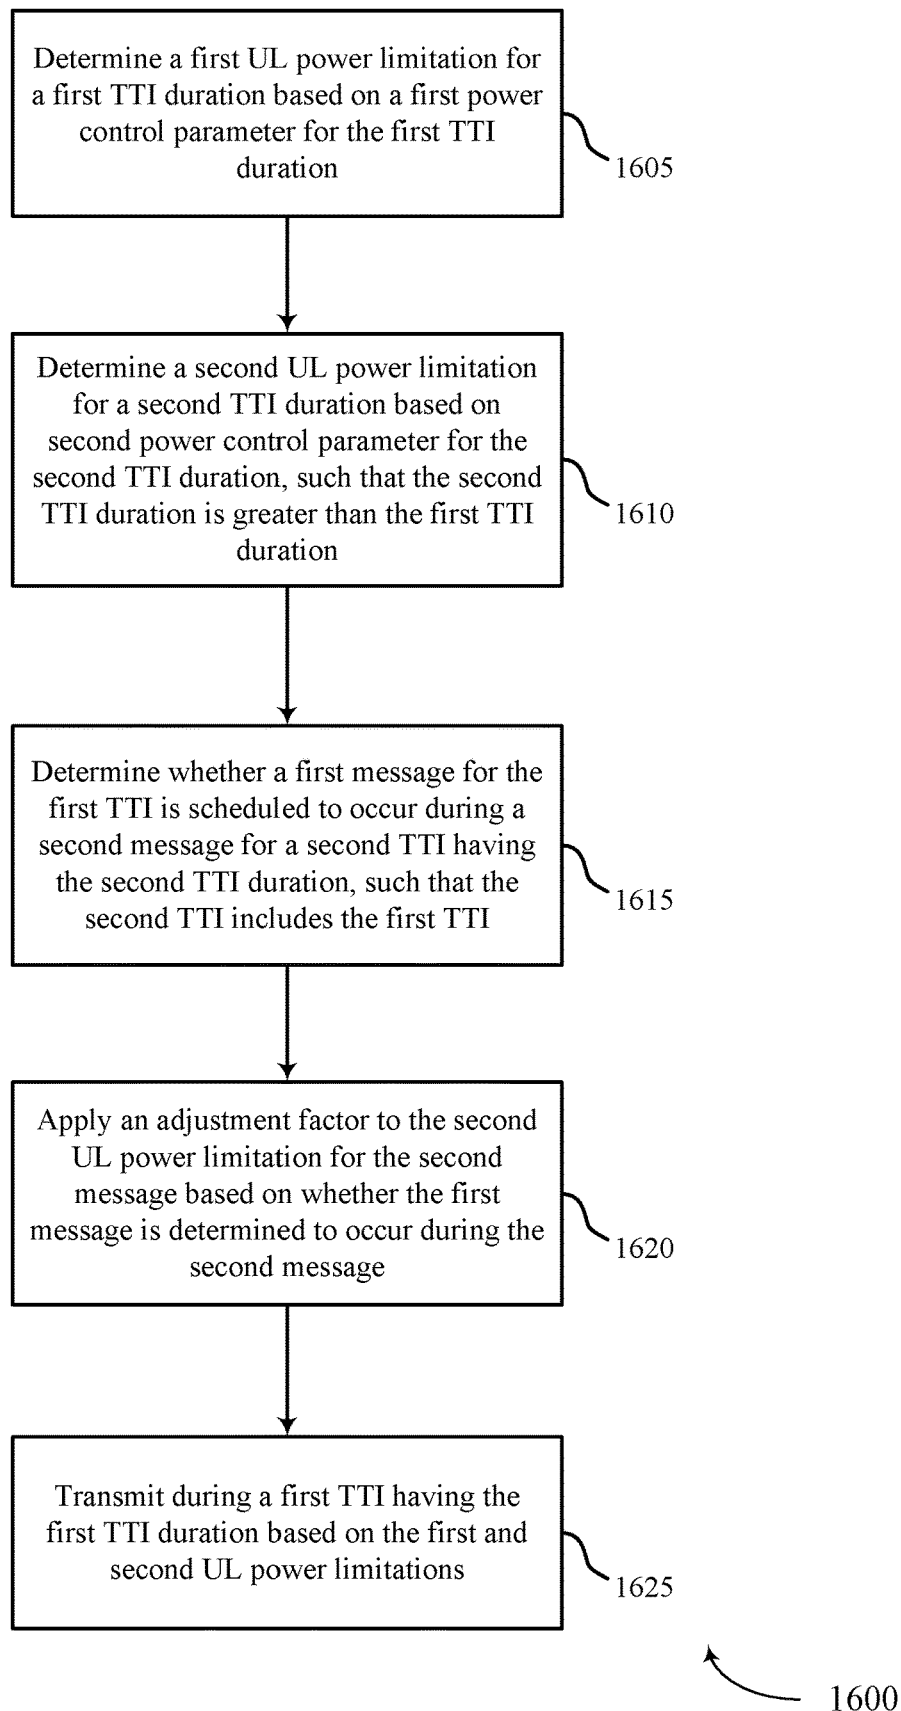 Determine a first UL power limitation for
a first TTI duration based on a first power
control parameter for the first TTI
duration
1605
Determine a second UL power limitation
for a second TTI duration based on
second power control parameter for the
second TTI duration, such that the second
TTI duration is greater than the first TTI
duration
1610
Determine whether a first message for the
first TTI is scheduled to occur during a
second message for a second TTI having
the second TTI duration, such that the
second TTI includes the first TTI
1615
Apply an adjustment factor to the second
UL power limitation for the second
message based on whether the first
message is determined to occur during the
second message
1620
Transmit during a first TTI having the
first TTI duration based on the first and
second UL power limitations
1625
1600